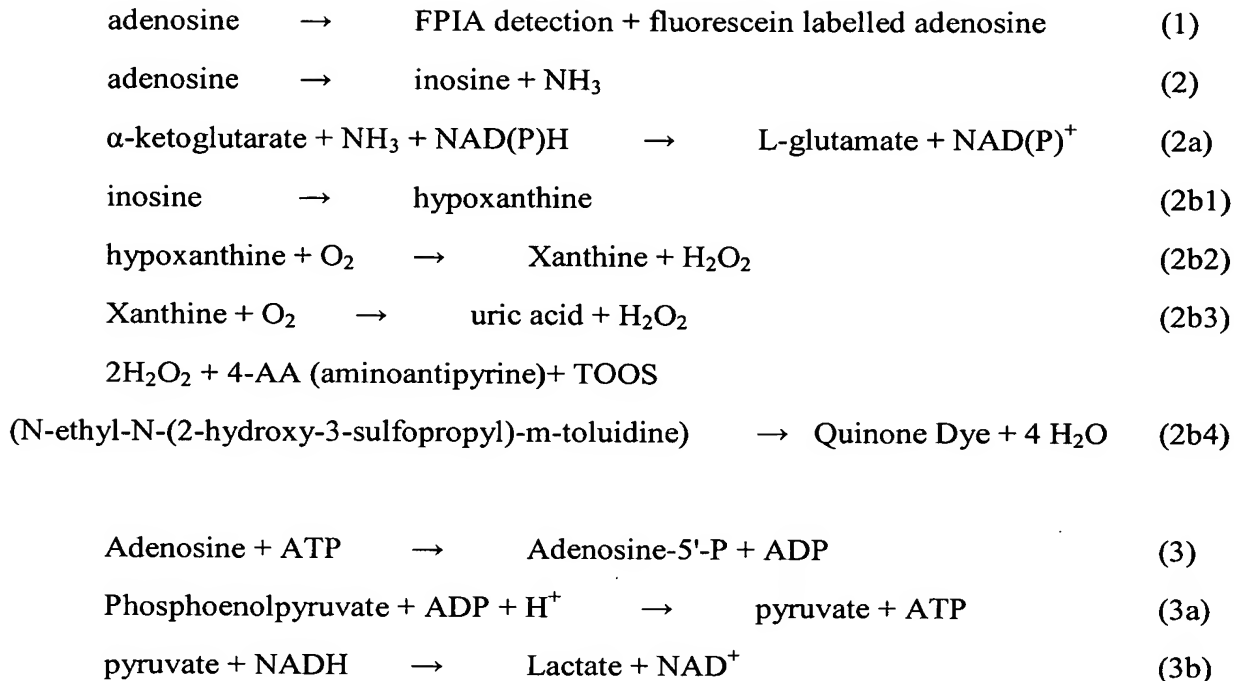 adenosine → FPIA detection + fluorescein labelled adenosine (1)
adenosine → inosine + NH₃ (2)
α-ketoglutarate + NH₃ + NAD(P)H → L-glutamate + NAD(P)⁺ (2a)
inosine → hypoxanthine (2b1)
hypoxanthine + O₂ → Xanthine + H₂O₂ (2b2)
Xanthine + O₂ → uric acid + H₂O₂ (2b3)
2H₂O₂ + 4-AA (aminoantipyrine)+ TOOS
(N-ethyl-N-(2-hydroxy-3-sulfopropyl)-m-toluidine) → Quinone Dye + 4 H₂O (2b4)
Adenosine + ATP → Adenosine-5'-P + ADP (3)
Phosphoenolpyruvate + ADP + H⁺ → pyruvate + ATP (3a)
pyruvate + NADH → Lactate + NAD⁺ (3b)